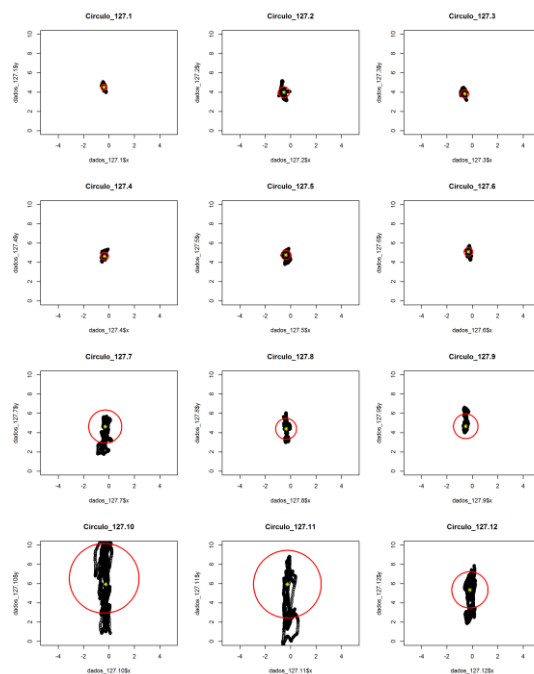 Circulo_127.1
dados_127.1$y
0 2 4 6 8 10
-4 -2 0 2 4
dados_127.1$x
Circulo_127.2
dados_127.2$y
0 2 4 6 8 10
-4 -2 0 2 4
dados_127.2$x
Circulo_127.3
dados_127.3$y
0 2 4 6 8 10
-4 -2 0 2 4
dados_127.3$x
Circulo_127.4
dados_127.4$y
0 2 4 6 8 10
-4 -2 0 2 4
dados_127.4$x
Circulo_127.5
dados_127.5$y
0 2 4 6 8 10
-4 -2 0 2 4
dados_127.5$x
Circulo_127.6
dados_127.6$y
0 2 4 6 8 10
-4 -2 0 2 4
dados_127.6$x
Circulo_127.7
dados_127.7$y
0 2 4 6 8 10
-4 -2 0 2 4
dados_127.7$x
Circulo_127.8
dados_127.8$y
0 2 4 6 8 10
-4 -2 0 2 4
dados_127.8$x
Circulo_127.9
dados_127.9$y
0 2 4 6 8 10
-4 -2 0 2 4
dados_127.9$x
Circulo_127.10
dados_127.10$y
0 2 4 6 8 10
-4 -2 0 2 4
dados_127.10$x
Circulo_127.11
dados_127.11$y
0 2 4 6 8 10
-4 -2 0 2 4
dados_127.11$x
Circulo_127.12
dados_127.12$y
0 2 4 6 8 10
-4 -2 0 2 4
dados_127.12$x